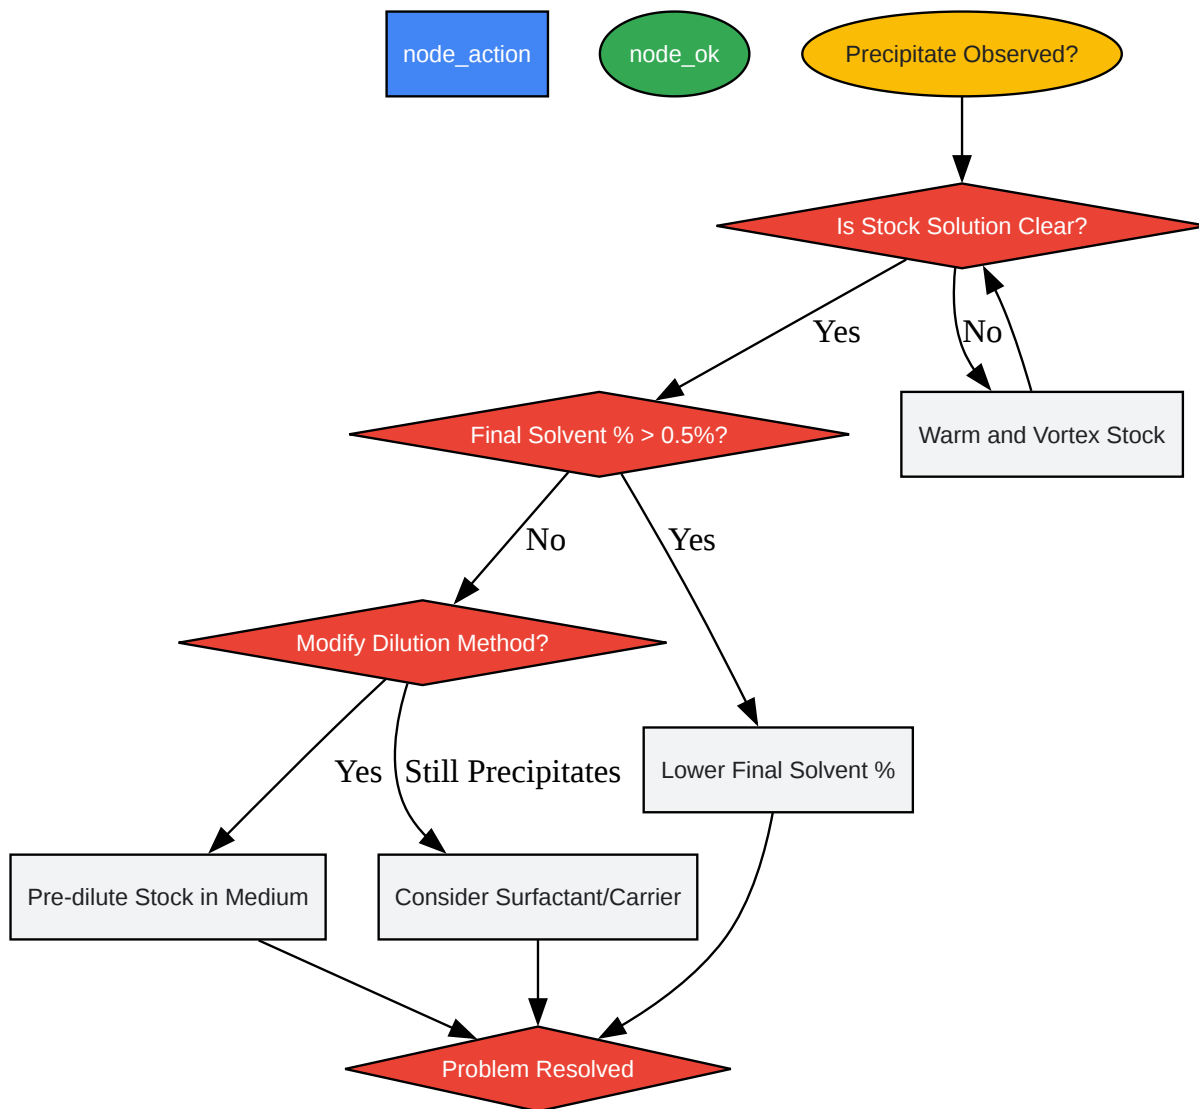 node_action
node_ok
Precipitate Observed?
Is Stock Solution Clear?
Yes
No
Final Solvent % > 0.5%?
Warm and Vortex Stock
No
Yes
Modify Dilution Method?
Yes
Still Precipitates
Lower Final Solvent %
Pre-dilute Stock in Medium
Consider Surfactant/Carrier
Problem Resolved